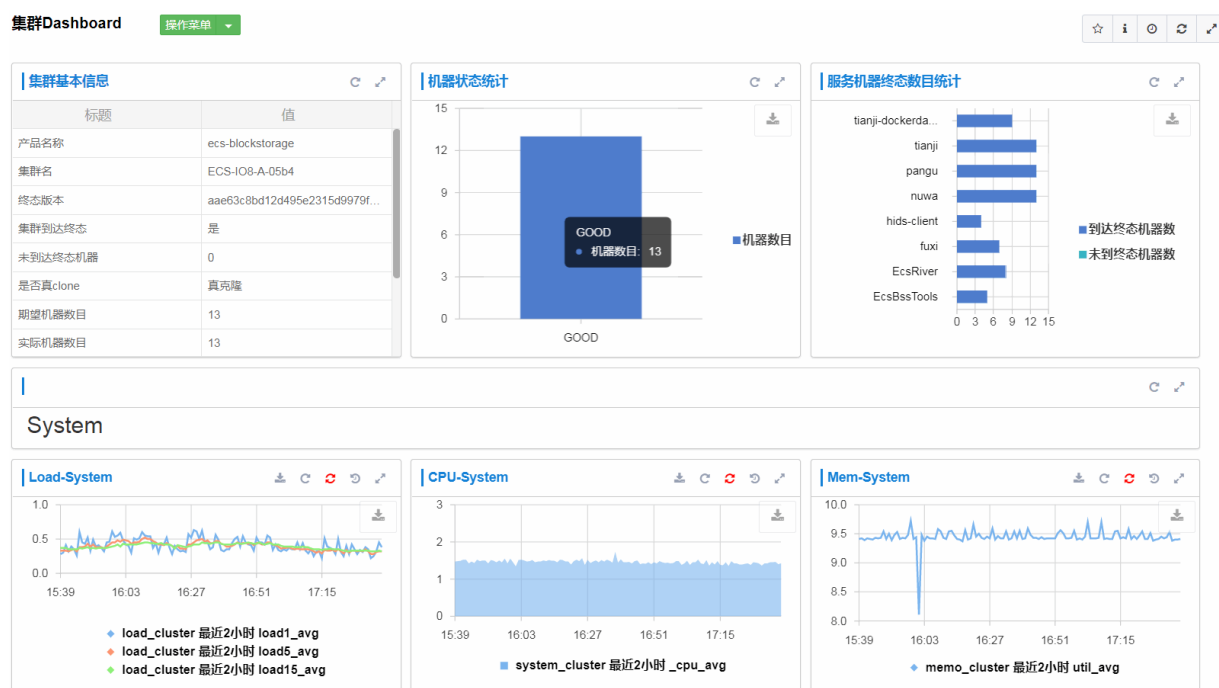 集群Dashboard
操作菜单
集群基本信息
标题 值
产品名称 ecs-blockstorage
集群名 ECS-IO8-A-05b4
终态版本 aae63c8bd12d495e2315d9979f...
集群到达终态 是
未到达终态机器 0
是否真clone 真克隆
期望机器数目 13
实际机器数目 13
机器状态统计
15
12
9
6
3
0
GOOD
机器数目: 13
GOOD
机器数目
服务机器终态数目统计
tianji-dockerda...
tianji
pangu
nuwa
hids-client
fuxi
EcsRiver
EcsBssTools
0 3 6 9 12 15
到达终态机器数
未到终态机器数
System
Load-System
1.0
0.5
0.0
15:39 16:03 16:27 16:51 17:15
load_cluster 最近2小时 load1_avg
load_cluster 最近2小时 load5_avg
load_cluster 最近2小时 load15_avg
CPU-System
3
2
1
0
15:39 16:03 16:27 16:51 17:15
system_cluster 最近2小时 _cpu_avg
Mem-System
10.0
9.5
9.0
8.5
8.0
15:39 16:03 16:27 16:51 17:15
memo_cluster 最近2小时 util_avg